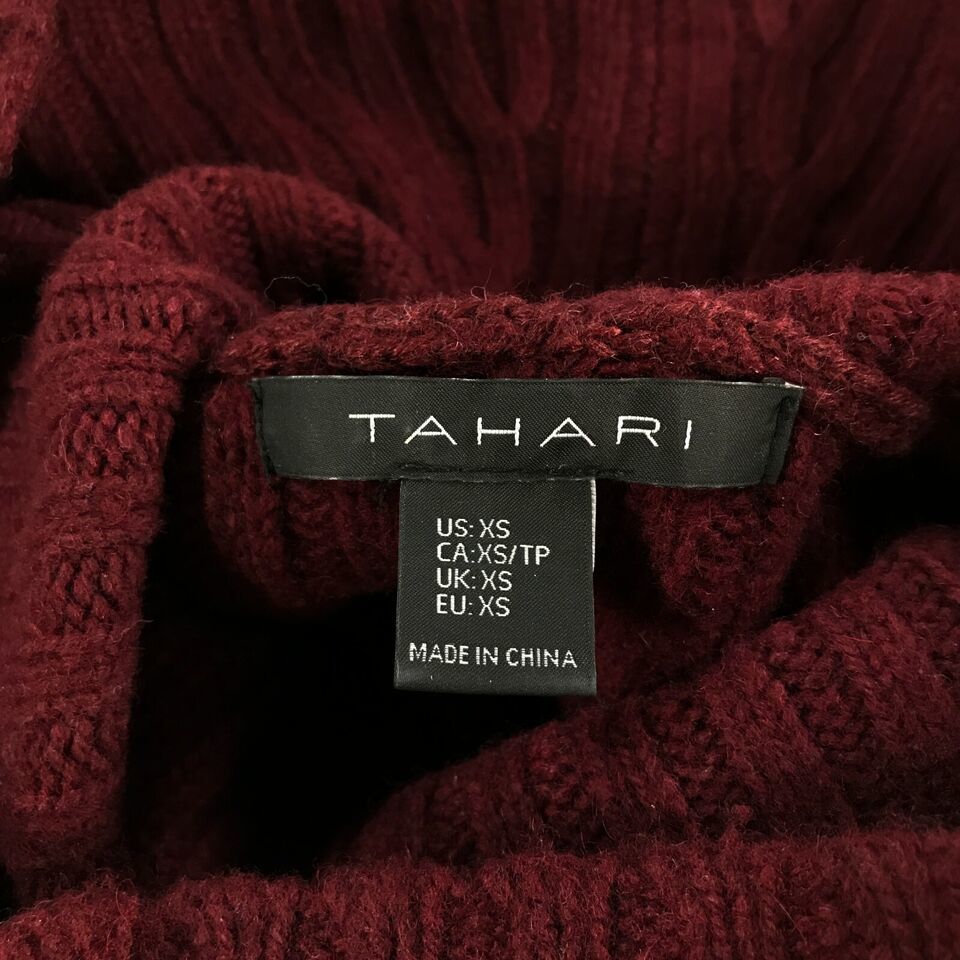 TAHARI
US: XS
CA:XS/TP
UK: XS
EU: XS
MADE IN CHINA